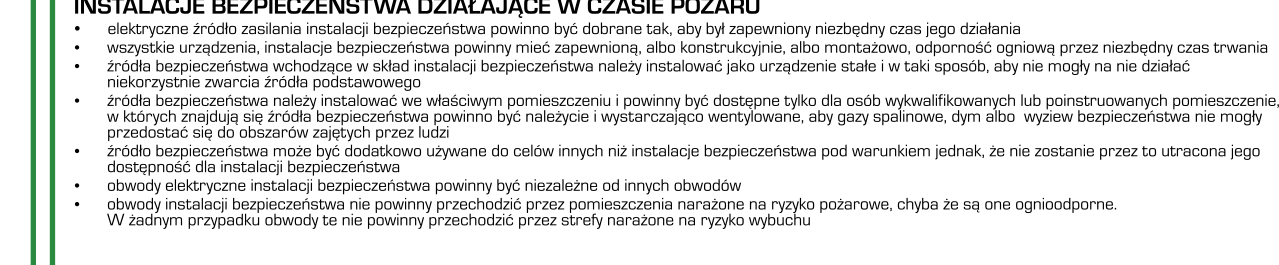 INSTALACJE BEZPIECZEŃSTWA DZIAŁAJĄCE W CZASIE POŻARU
• elektryczne źródło zasilania instalacji bezpieczeństwa powinno być dobrane tak, aby był zapewniony niezbędny czas jego działania
• wszystkie urządzenia, instalacje bezpieczeństwa powinny mieć zapewnioną, albo konstrukcyjnie, albo montażowo, odporność ogniową przez niezbędny czas trwania
• źródła bezpieczeństwa wchodzące w skład instalacji bezpieczeństwa należy instalować jako urządzenie stałe i w taki sposób, aby nie mogły na nie działać
niekorzystnie zwarcia źródła podstawowego
• źródła bezpieczeństwa należy instalować we właściwym pomieszczeniu i powinny być dostępne tylko dla osób wykwalifikowanych lub poinstruowanych pomieszczenie,
w których znajdują się źródła bezpieczeństwa powinno być należycie i wystarczająco wentylowane, aby gazy spalinowe, dym albo wyziew bezpieczeństwa nie mogły
przedostać się do obszarów zajętych przez ludzi
• źródło bezpieczeństwa może być dodatkowo używane do celów innych niż instalacje bezpieczeństwa pod warunkiem jednak, że nie zostanie przez to utracona jego
dostępność dla instalacji bezpieczeństwa
• obwody elektryczne instalacji bezpieczeństwa powinny być niezależne od innych obwodów
• obwody instalacji bezpieczeństwa nie powinny przechodzić przez pomieszczenia narażone na ryzyko pożarowe, chyba że są one ognioodporne.
W żadnym przypadku obwody te nie powinny przechodzić przez strefy narażone na ryzyko wybuchu